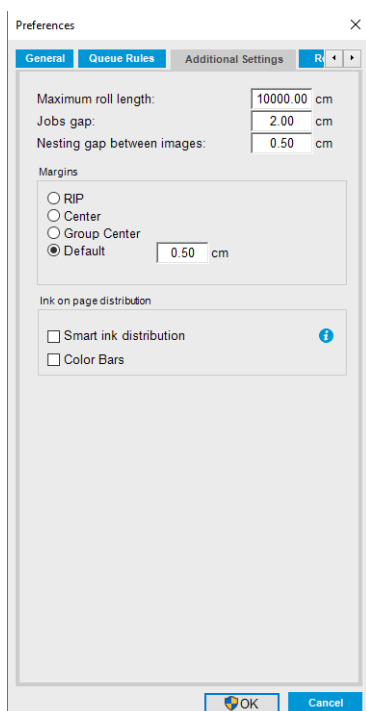 Preferences
General Queue Rules Additional Settings
Maximum roll length: 10000.00 cm
Jobs gap: 2.00 cm
Nesting gap between images: 0.50 cm
Margins
RIP
Center
Group Center
Default 0.50 cm
Ink on page distribution
Smart ink distribution
Color Bars
OK Cancel